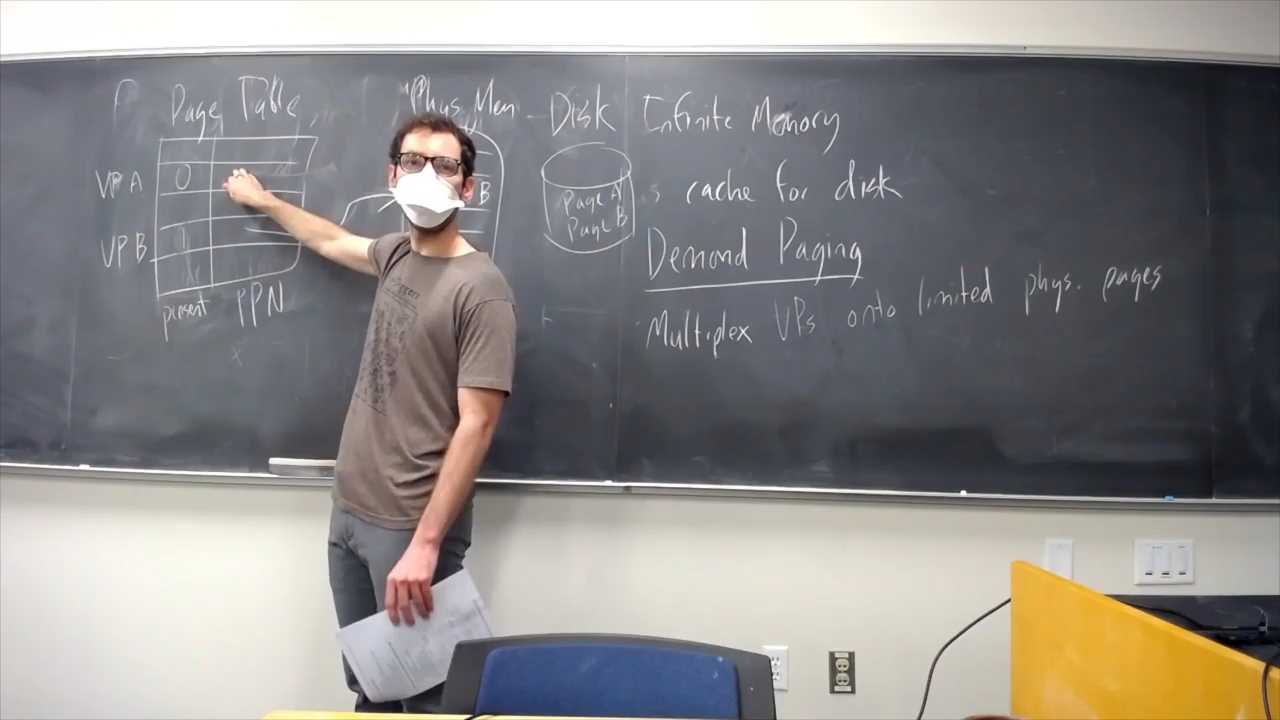 P Page Table
VP A 0
VP B 1
present PPN
Phys Mem
B
Disk
Page A
Page B
Infinite Memory
s cache for disk
Demand Paging
Multiplex VPs onto limited phys. pages